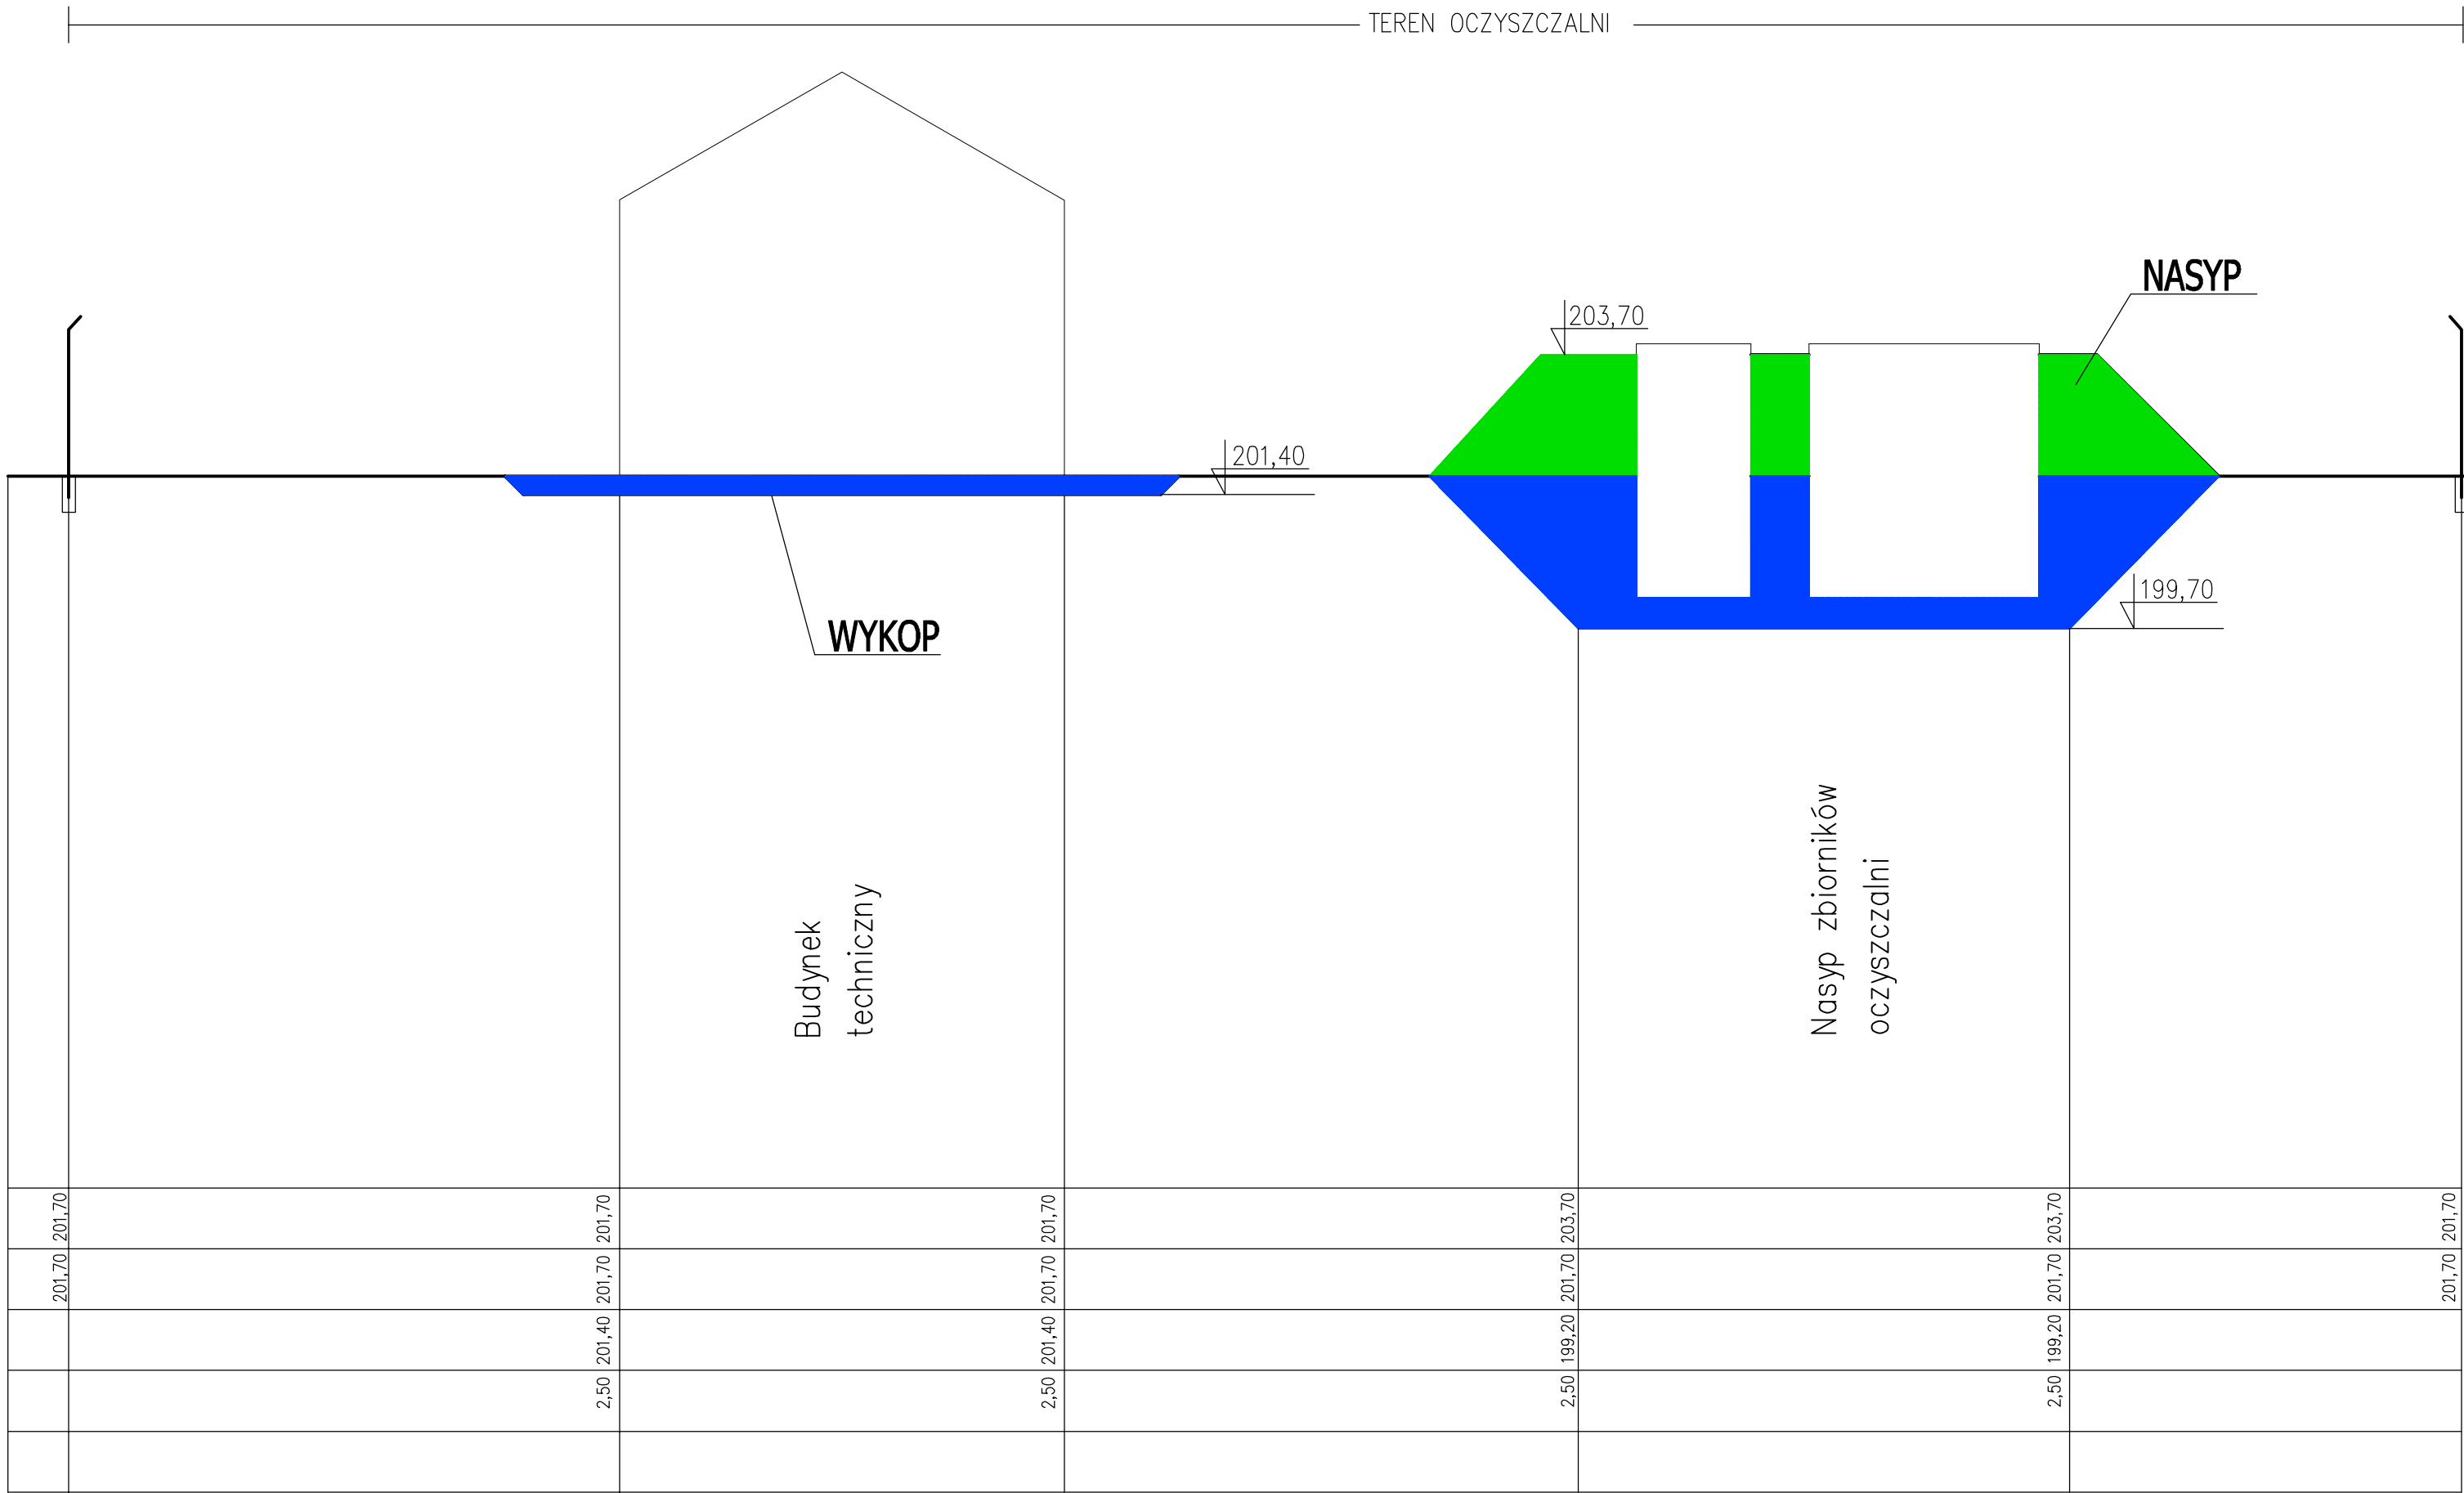 TEREN OCZYSZCZALNI
NASYP
203,70
201,40
199,70
WYKOP
Budynek
techniczny
Nasyp zbiorników
oczyszczalni
201,70 201,70 201,70 203,70 203,70 201,70
201,70 201,70 201,70 201,70 201,70 201,70
201,40 201,40 199,20 199,20
2,50 2,50 2,50 2,50